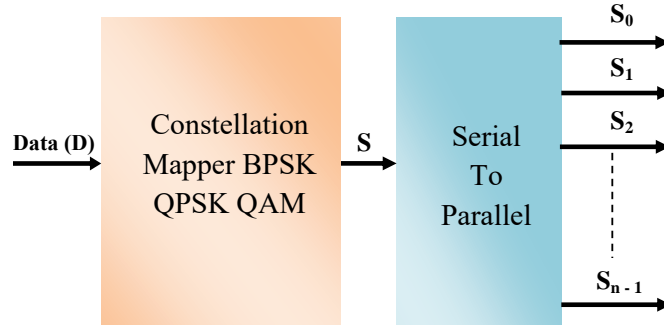 Data (D)
Constellation
Mapper BPSK
QPSK QAM
S
Serial
To
Parallel
S₀
S₁
S₂
Sₙ₋₁